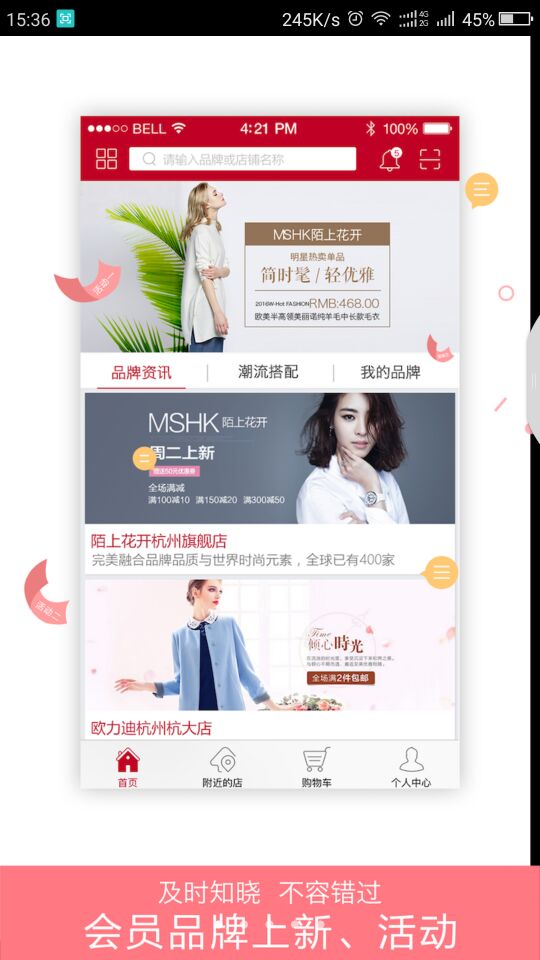 15:36 245K/s 4G 2G 45%
BELL 4:21 PM 100%
请输入品牌或店铺名称 5
MSHK陌上花开
明星热卖单品
简时髦/轻优雅
2016W-Hot FASHION RMB:468.00
欧美半高领美丽诺纯羊毛中长款毛衣
活动一
品牌资讯 潮流搭配 我的品牌
MSHK 陌上花开
周二上新
赠送50元优惠券
全场满减
满100减10 满150减20 满300减50
陌上花开杭州旗舰店
完美融合品牌品质与世界时尚元素，全球已有400家
活动二
Time
倾心時光
全场满2件包邮
欧力迪杭州杭大店
首页 附近的店 购物车 个人中心
及时知晓 不容错过
会员品牌上新、活动